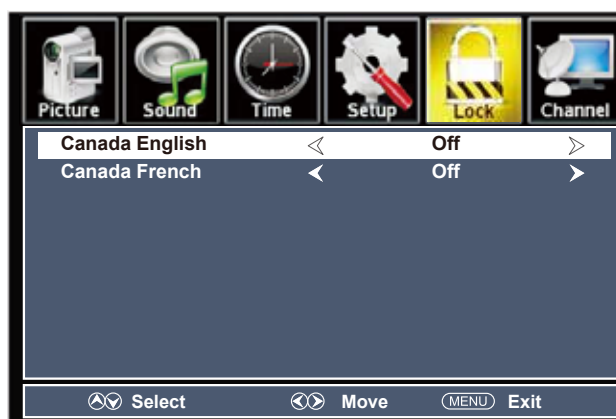 Picture Sound Time Setup Lock Channel
Canada English Off
Canada French Off
Select Move MENU Exit